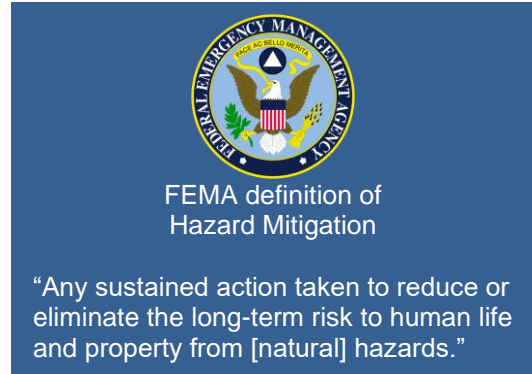 FEDERAL EMERGENCY MANAGEMENT AGENCY
PACE AC BELLO MERITA
FEMA definition of
Hazard Mitigation
“Any sustained action taken to reduce or
eliminate the long-term risk to human life
and property from [natural] hazards.”